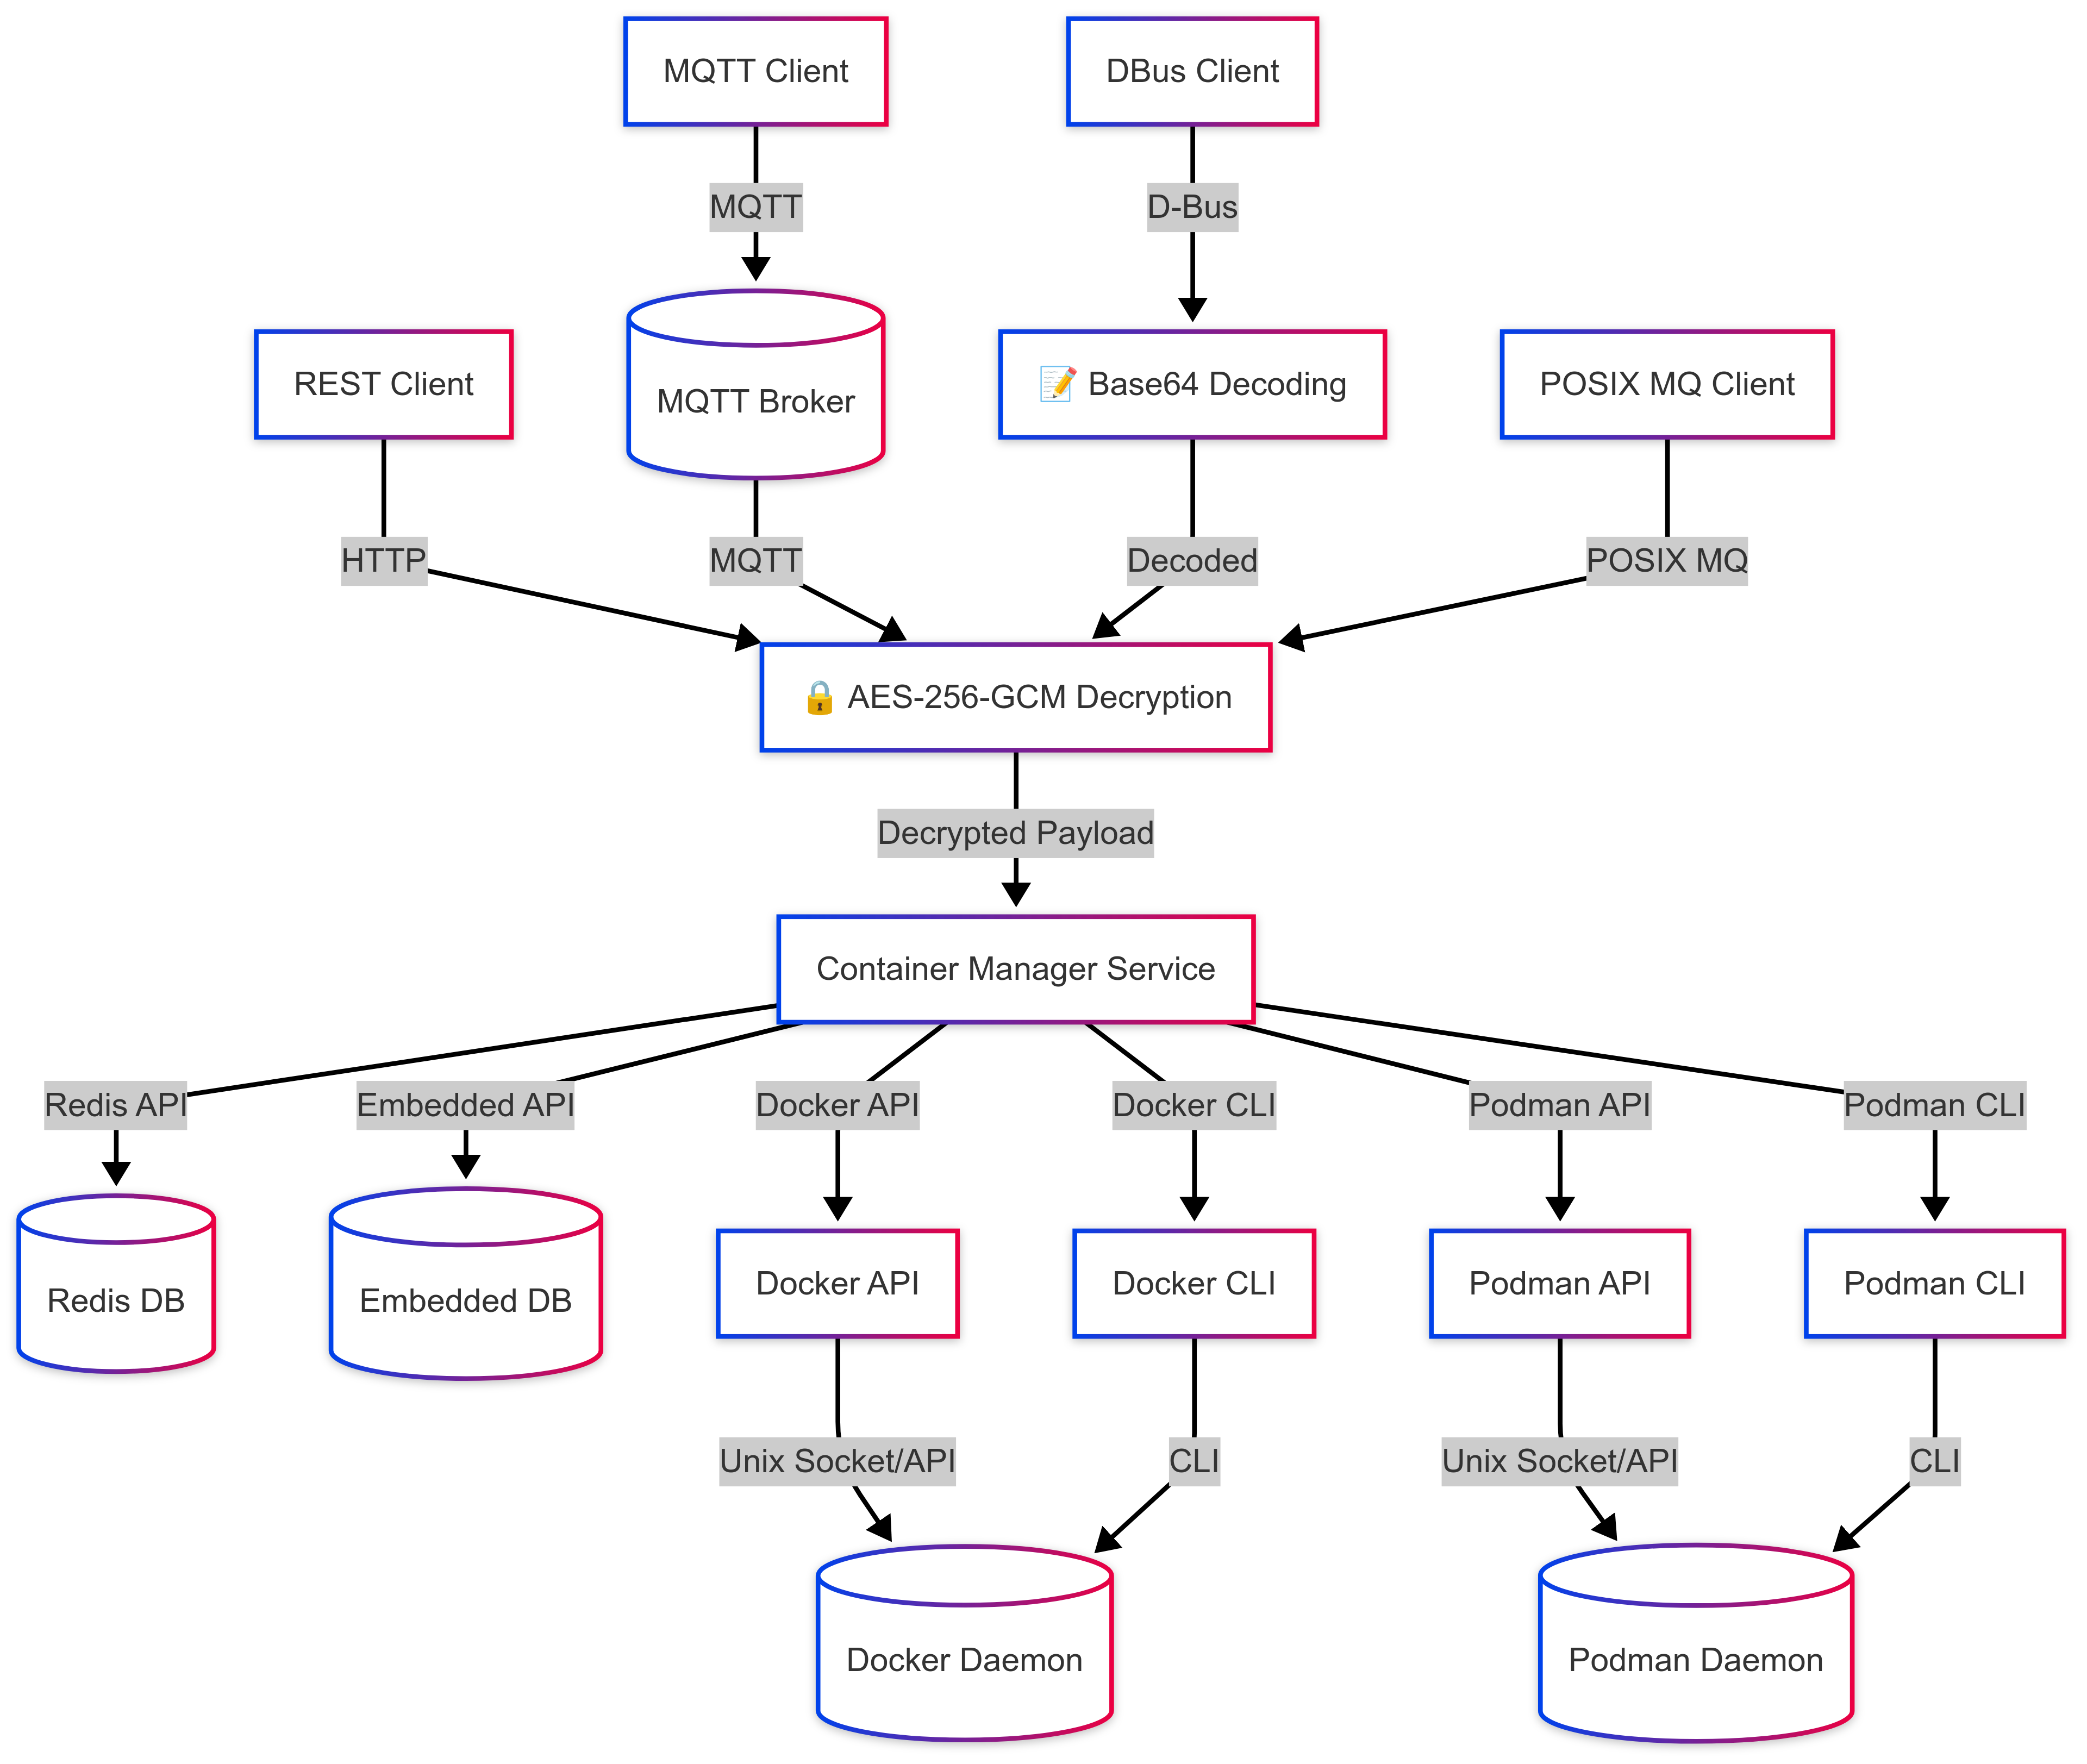 MQTT Client
DBus Client
MQTT
D-Bus
REST Client
MQTT Broker
📝 Base64 Decoding
POSIX MQ Client
HTTP
MQTT
Decoded
POSIX MQ
🔒 AES-256-GCM Decryption
Decrypted Payload
Container Manager Service
Redis API
Embedded API
Docker API
Docker CLI
Podman API
Podman CLI
Redis DB
Embedded DB
Docker API
Docker CLI
Podman API
Podman CLI
Unix Socket/API
CLI
Unix Socket/API
CLI
Docker Daemon
Podman Daemon